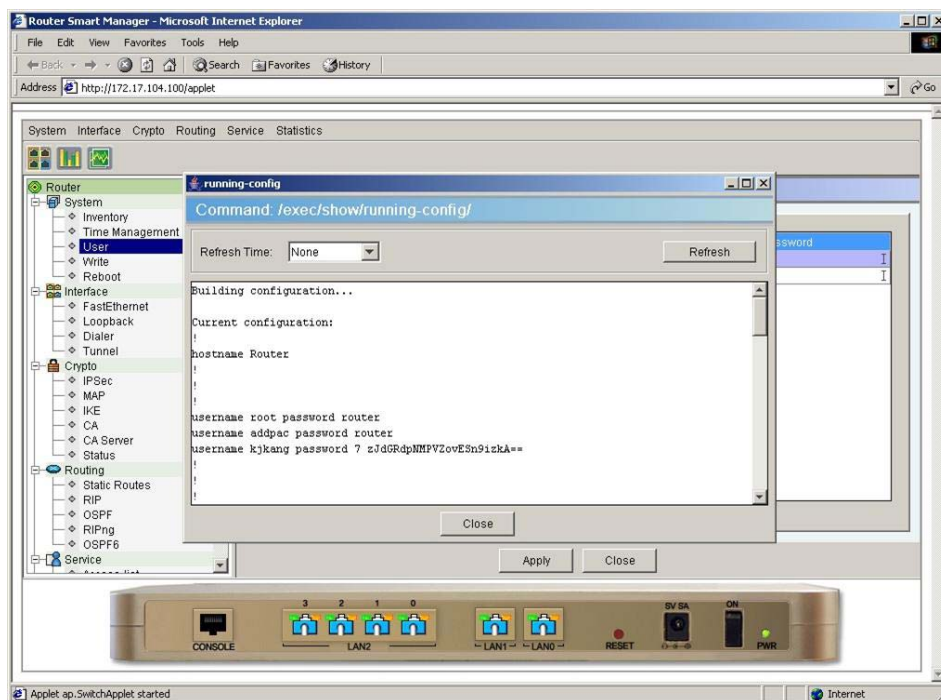 Router Smart Manager - Microsoft Internet Explorer
File Edit View Favorites Tools Help
Back Search Favorites History
Address http://172.17.104.100/applet Go
System Interface Crypto Routing Service Statistics
Router
System
Inventory
Time Management
User
Write
Reboot
Interface
FastEthernet
Loopback
Dialer
Tunnel
Crypto
IPSec
MAP
IKE
CA
CA Server
Status
Routing
Static Routes
RIP
OSPF
RIPng
OSPF6
Service
running-config
Command: /exec/show/running-config/
Refresh Time: None Refresh
ssword
Building configuration...
Current configuration:
!
hostname Router
!
!
!
username root password router
username addpac password router
username kjkang password 7 zJdGRdpNMPVZovESn9izkA==
!
!
!
Close
Apply Close
3 2 1 0
5V 5A ON
CONSOLE LAN2 LAN1 LAN0 RESET PWR
Applet ap.SwitchApplet started Internet